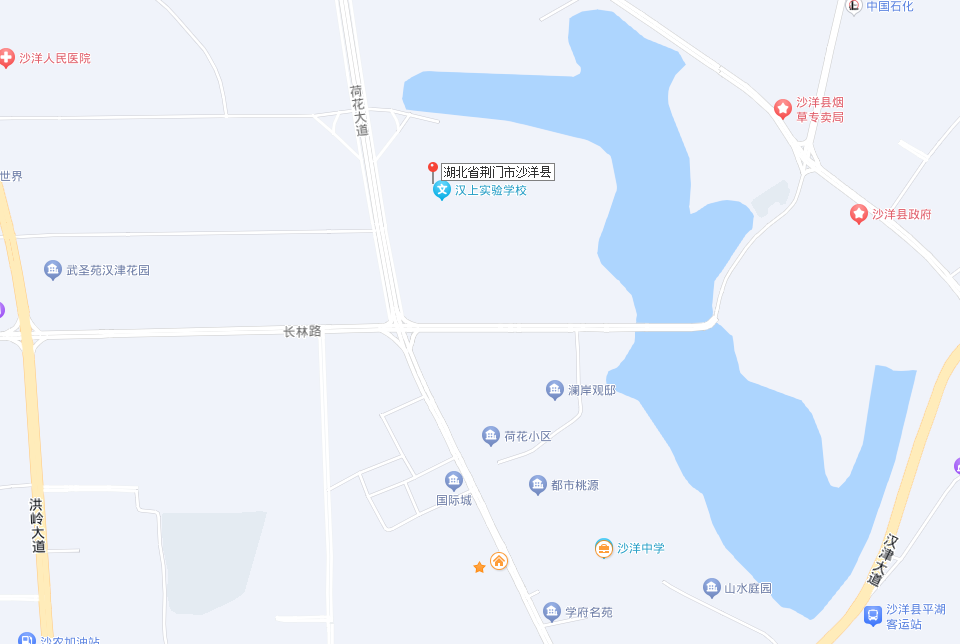 中国石化
沙洋人民医院
荷花大道
沙洋县烟
草专卖局
湖北省荆门市沙洋县
世界
汉上实验学校
沙洋县政府
武圣苑汉津花园
长林路
澜岸观邸
荷花小区
国际城
都市桃源
洪岭大道
沙洋中学
汉津大道
山水庭园
学府名苑
沙洋县平湖
客运站
沙农加油站